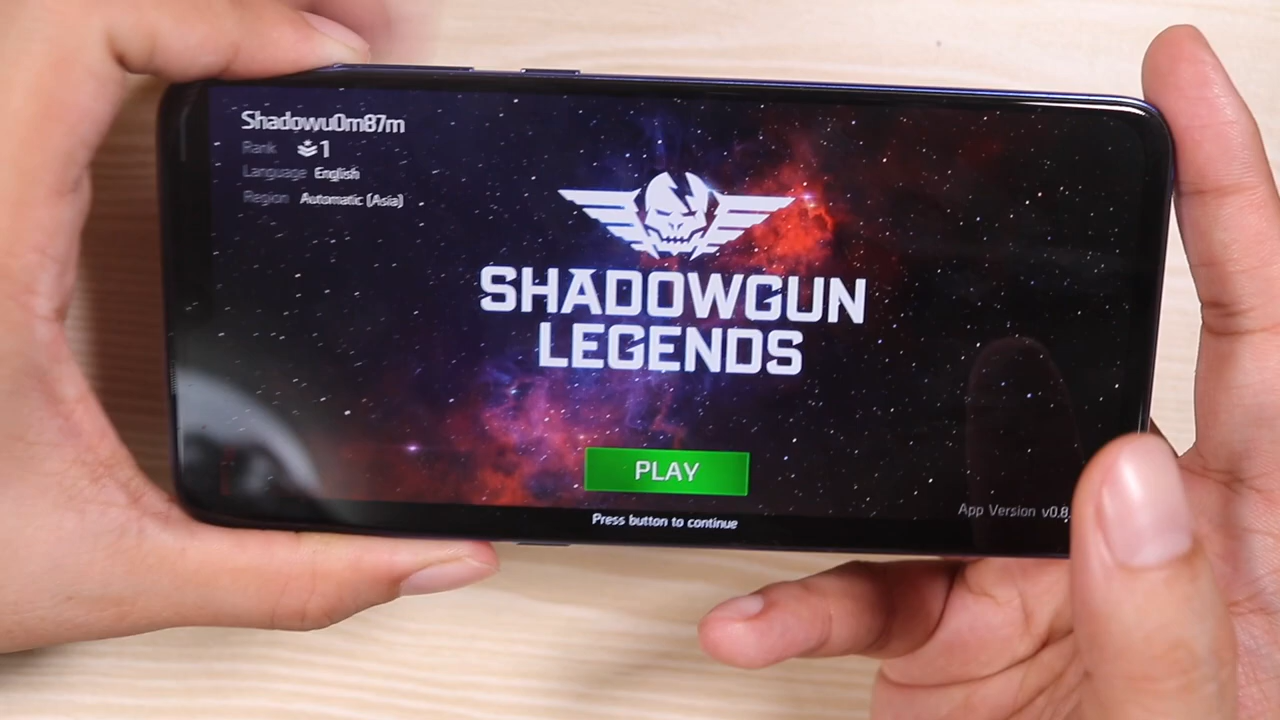 Shadowu0m87m
Rank 1
Language English
Region Automatic (Asia)
SHADOWGUN
LEGENDS
PLAY
Press button to continue
App Version v0.8.